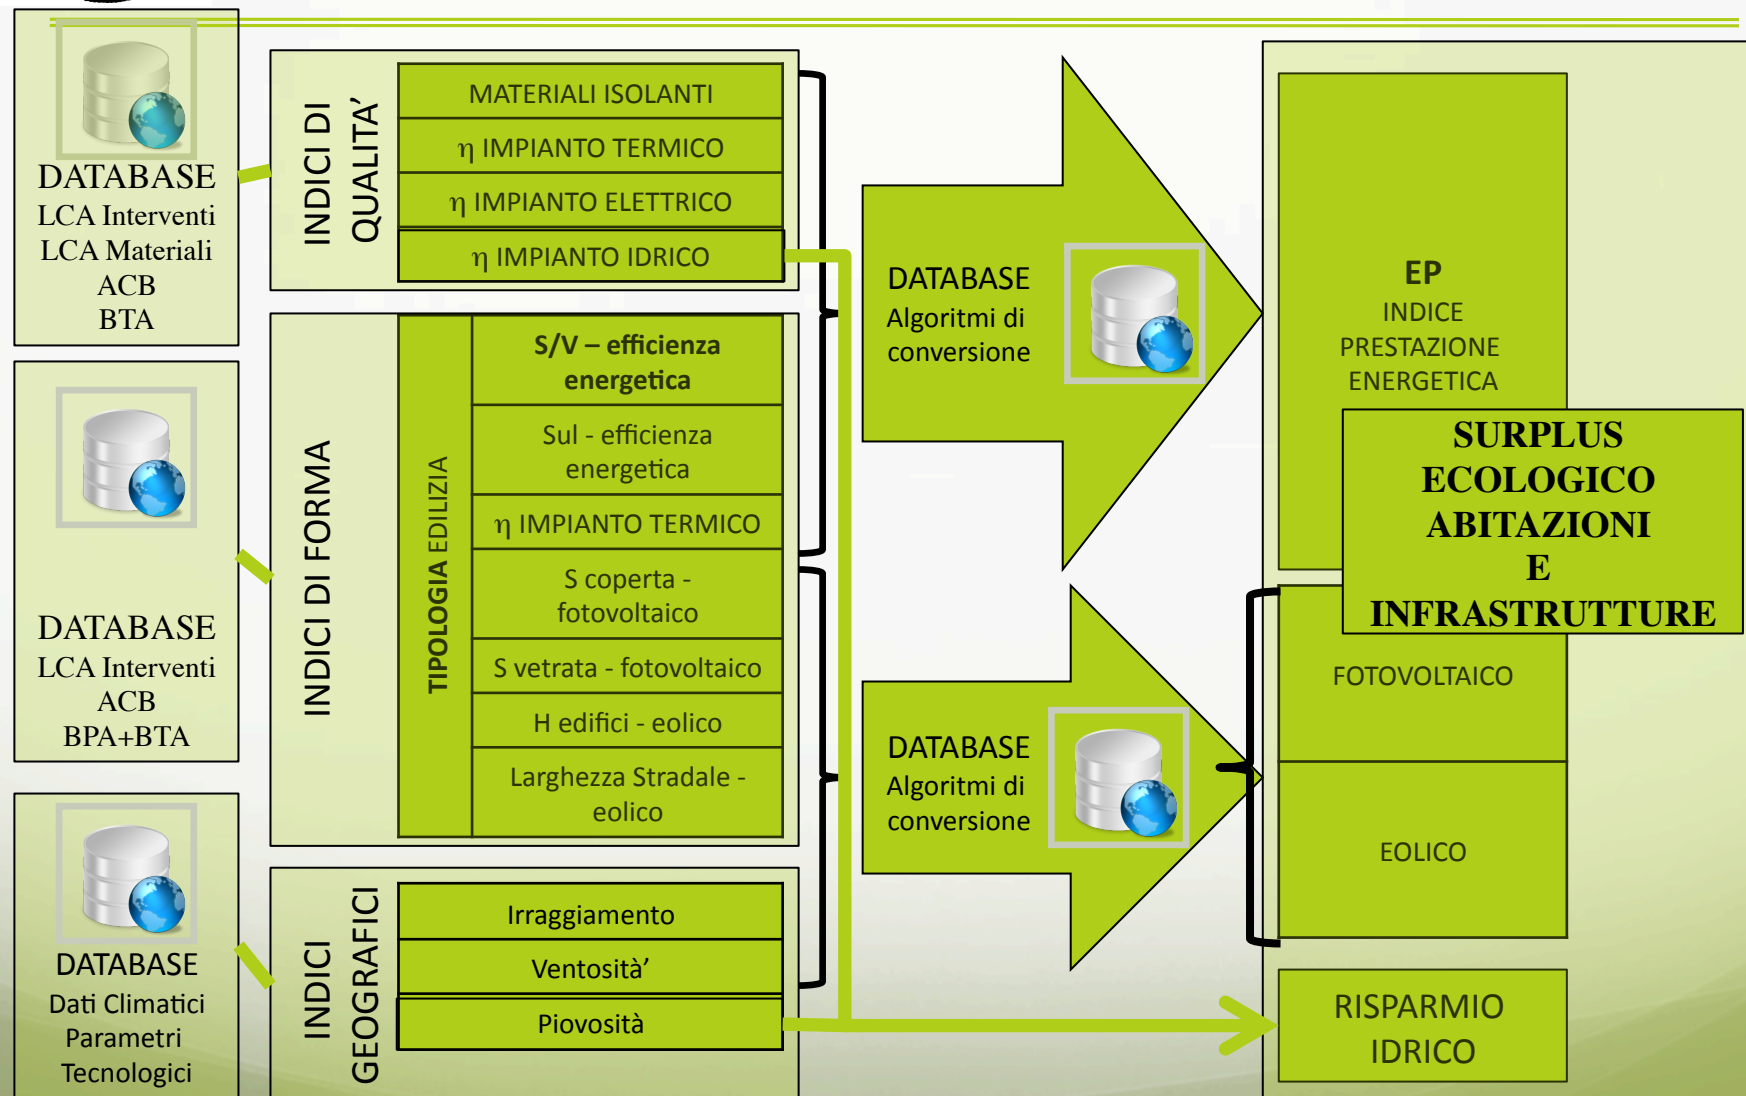 DATABASE
LCA Interventi
LCA Materiali
ACB
BTA
DATABASE
LCA Interventi
ACB
BPA+BTA
DATABASE
Dati Climatici
Parametri
Tecnologici
INDICI DI
QUALITA’
MATERIALI ISOLANTI
η IMPIANTO TERMICO
η IMPIANTO ELETTRICO
η IMPIANTO IDRICO
INDICI DI FORMA
TIPOLOGIA EDILIZIA
S/V – efficienza
energetica
Sul - efficienza
energetica
η IMPIANTO TERMICO
S coperta -
fotovoltaico
S vetrata - fotovoltaico
H edifici - eolico
Larghezza Stradale -
eolico
INDICI
GEOGRAFICI
Irraggiamento
Ventosità’
Piovosità
DATABASE
Algoritmi di
conversione
DATABASE
Algoritmi di
conversione
EP
INDICE
PRESTAZIONE
ENERGETICA
SURPLUS
ECOLOGICO
ABITAZIONI
E
INFRASTRUTTURE
FOTOVOLTAICO
EOLICO
RISPARMIO
IDRICO